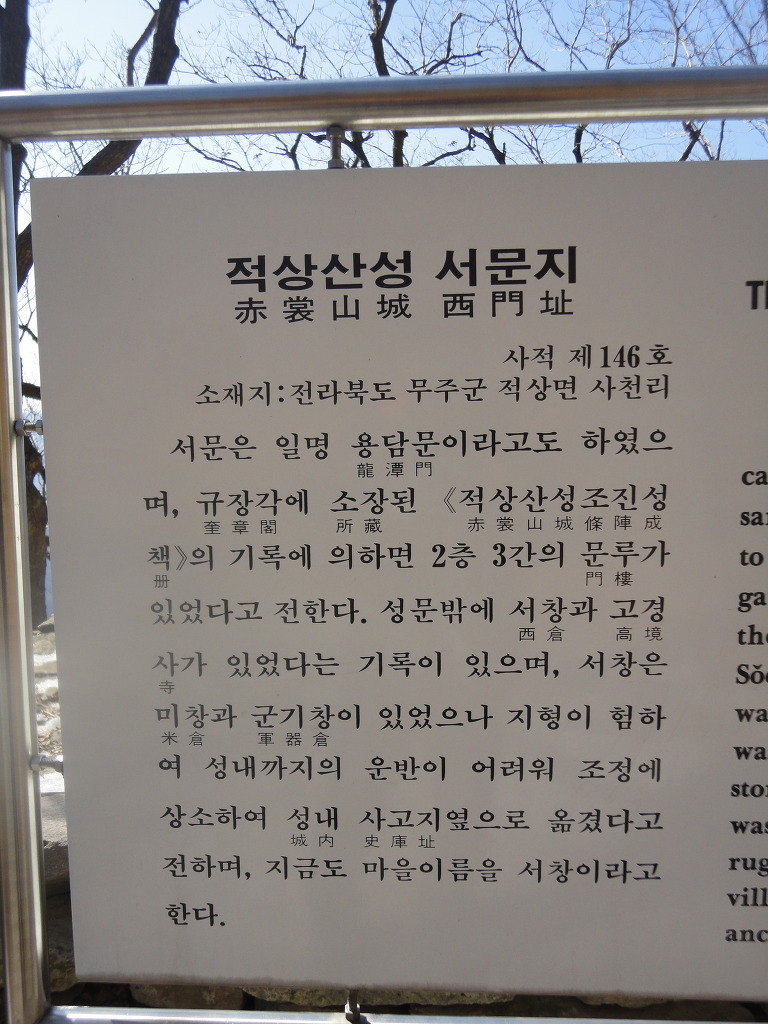 적상산성 서문지
赤裳山城 西門址
사적 제146호
소재지:전라북도 무주군 적상면 사천리
서문은 일명 용담문이라고도 하였으
龍潭門
며, 규장각에 소장된 《적상산성조진성
奎章閣 所藏 赤裳山城條陣成
책》의 기록에 의하면 2층 3간의 문루가
册 門樓
있었다고 전한다. 성문밖에 서창과 고경
西倉 高境
사가 있었다는 기록이 있으며, 서창은
寺
미창과 군기창이 있었으나 지형이 험하
米倉 軍器倉
여 성내까지의 운반이 어려워 조정에
상소하여 성내 사고지옆으로 옮겼다고
城内 史庫址
전하며, 지금도 마을이름을 서창이라고
한다.
ca
sar
to
ga
the
Sŏ
wa
wa
sto
was
rug
vill
anc